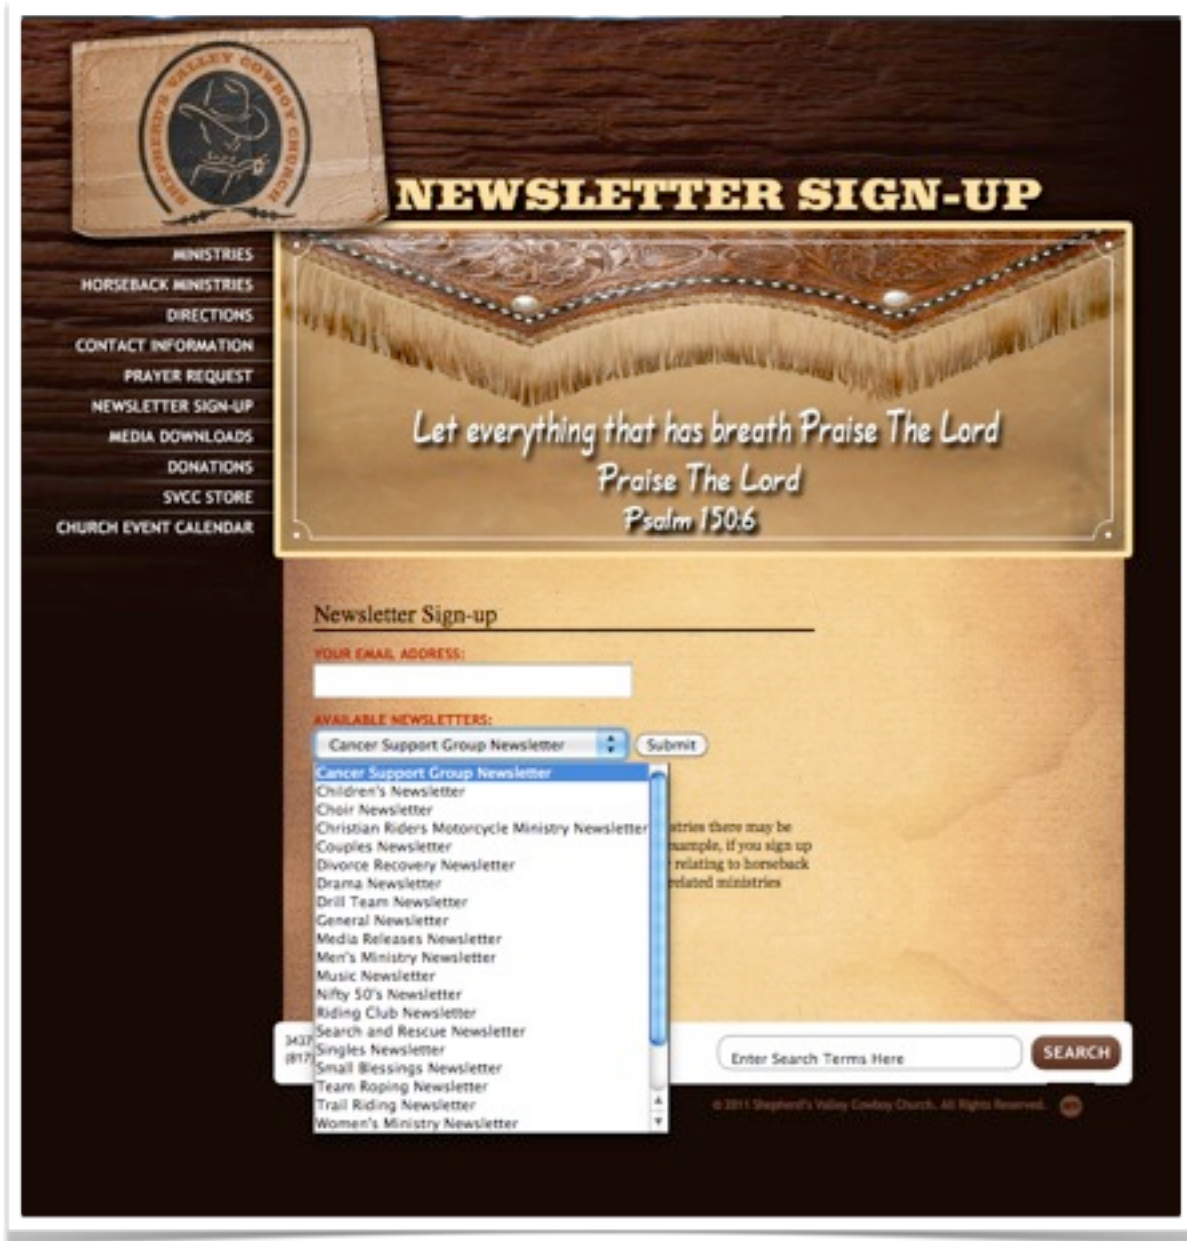 SHEPHERD'S VALLEY COWBOY CHURCH
NEWSLETTER SIGN-UP
MINISTRIES
HORSEBACK MINISTRIES
DIRECTIONS
CONTACT INFORMATION
PRAYER REQUEST
NEWSLETTER SIGN-UP
MEDIA DOWNLOADS
DONATIONS
SVCC STORE
CHURCH EVENT CALENDAR
Let everything that has breath Praise The Lord
Praise The Lord
Psalm 150:6
Newsletter Sign-up
YOUR EMAIL ADDRESS:
AVAILABLE NEWSLETTERS:
Cancer Support Group Newsletter
Submit
Cancer Support Group Newsletter
Children's Newsletter
Choir Newsletter
Christian Riders Motorcycle Ministry Newsletter
Couples Newsletter
Divorce Recovery Newsletter
Drama Newsletter
Drill Team Newsletter
General Newsletter
Media Releases Newsletter
Men's Ministry Newsletter
Music Newsletter
Nifty 50's Newsletter
Riding Club Newsletter
Search and Rescue Newsletter
Singles Newsletter
Small Blessings Newsletter
Team Roping Newsletter
Trail Riding Newsletter
Women's Ministry Newsletter
there may be
if you sign up
relating to horseback
related ministries
3437
(817)
Enter Search Terms Here
SEARCH
© 2011 Shepherd's Valley Cowboy Church. All Rights Reserved.